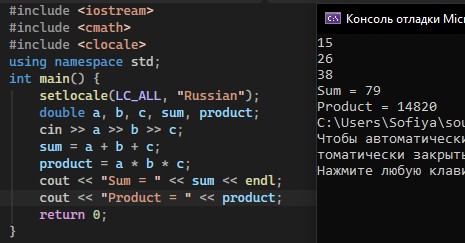 #include <iostream>
#include <cmath>
#include <clocale>
using namespace std;
int main() {
    setlocale(LC_ALL, "Russian");
    double a, b, c, sum, product;
    cin >> a >> b >> c;
    sum = a + b + c;
    product = a * b * c;
    cout << "Sum = " << sum << endl;
    cout << "Product = " << product;
    return 0;
}
Консоль отладки Micr
15
26
38
Sum = 79
Product = 14820
C:\Users\Sofiya\sou
Чтобы автоматически
томатически закрыть
Нажмите любую клави